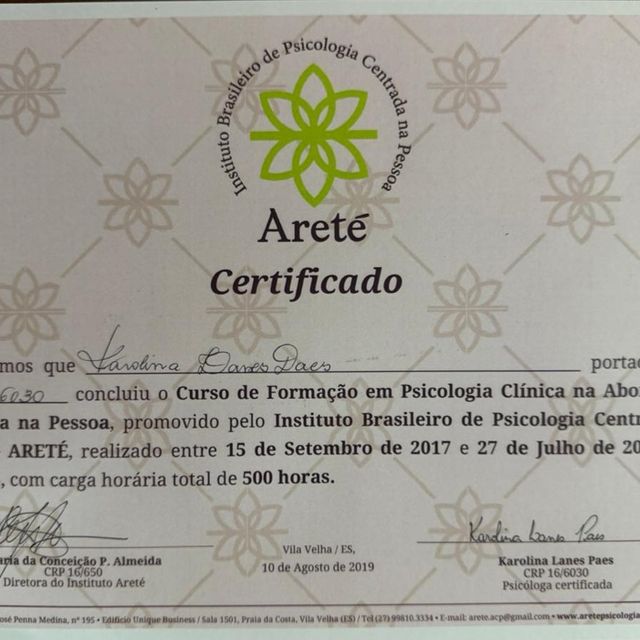 Instituto Brasileiro de Psicologia Centrada na Pessoa
Areté
Certificado
mos que Karolina Lanes Paes porta
6030 concluiu o Curso de Formação em Psicologia Clínica na Abo
a na Pessoa, promovido pelo Instituto Brasileiro de Psicologia Centr
ARETÉ, realizado entre 15 de Setembro de 2017 e 27 de Julho de 20
, com carga horária total de 500 horas.
Karolina Lanes Paes
Vila Velha / ES,
10 de Agosto de 2019
aria da Conceição P. Almeida
CRP 16/650
Diretora do Instituto Areté
Karolina Lanes Paes
CRP 16/6030
Psicóloga certificada
osé Penna Medina, nº 195 • Edifício Unique Business / Sala 1501, Praia da Costa, Vila Velha (ES) / Tel (27) 99810.3334 • E-mail: arete.acp@gmail.com • www.aretepsicologia